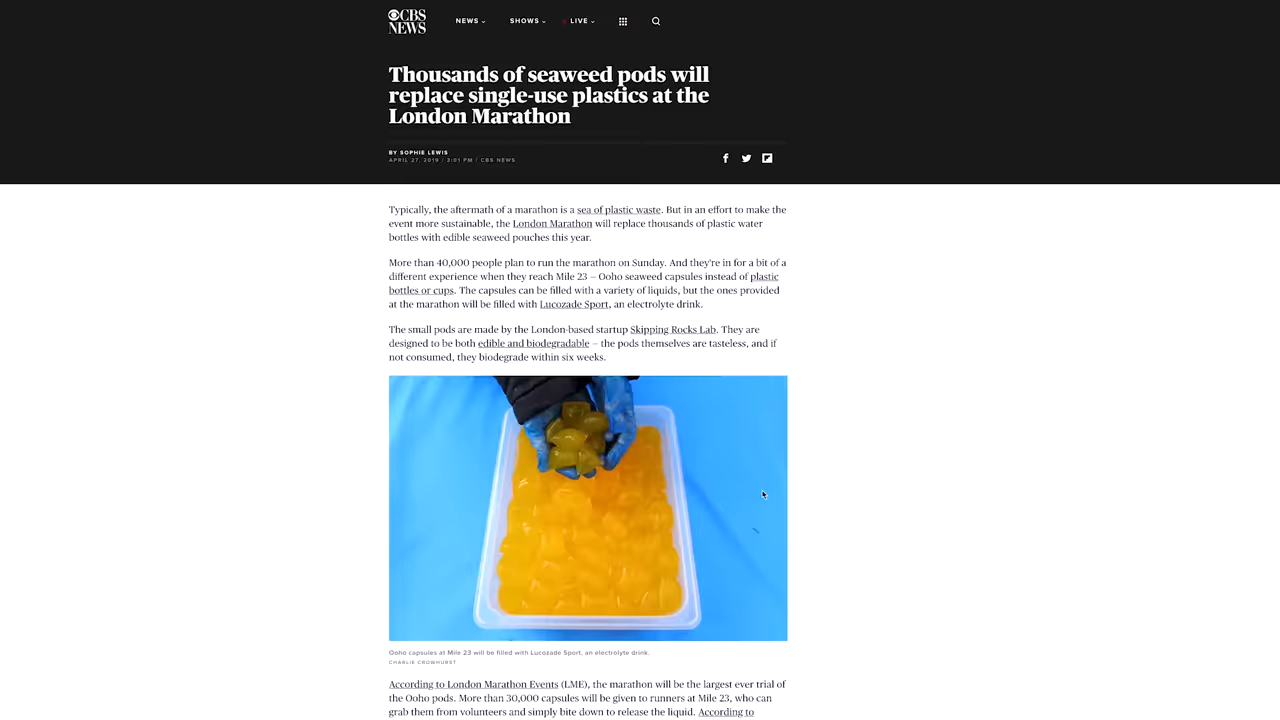 CBS NEWS
NEWS SHOWS LIVE
Thousands of seaweed pods will
replace single-use plastics at the
London Marathon
BY SOPHIE LEWIS
APRIL 27, 2019 / 3:01 PM / CBS NEWS
Typically, the aftermath of a marathon is a sea of plastic waste. But in an effort to make the
event more sustainable, the London Marathon will replace thousands of plastic water
bottles with edible seaweed pouches this year.
More than 40,000 people plan to run the marathon on Sunday. And they're in for a bit of a
different experience when they reach Mile 23 — Ooho seaweed capsules instead of plastic
bottles or cups. The capsules can be filled with a variety of liquids, but the ones provided
at the marathon will be filled with Lucozade Sport, an electrolyte drink.
The small pods are made by the London-based startup Skipping Rocks Lab. They are
designed to be both edible and biodegradable — the pods themselves are tasteless, and if
not consumed, they biodegrade within six weeks.
Ooho capsules at Mile 23 will be filled with Lucozade Sport, an electrolyte drink.
CHARLIE CROWHURST
According to London Marathon Events (LME), the marathon will be the largest ever trial of
the Ooho pods. More than 30,000 capsules will be given to runners at Mile 23, who can
grab them from volunteers and simply bite down to release the liquid. According to